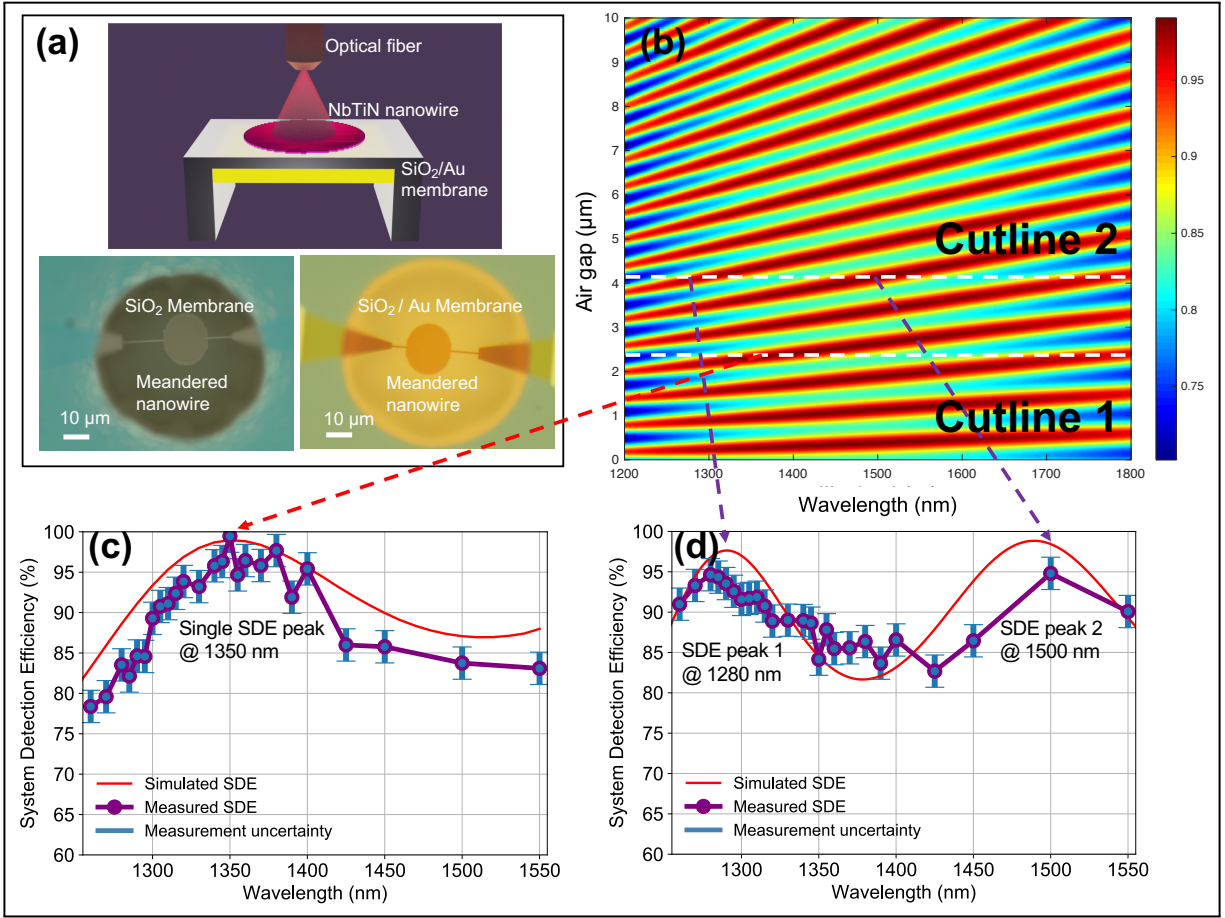 (a)
Optical fiber
NbTiN nanowire
SiO2/Au
membrane
SiO2 Membrane
Meandered
nanowire
10 μm
SiO2 / Au Membrane
Meandered
nanowire
10 μm
(b)
Air gap (μm)
10
9
8
7
6
5
4
3
2
1
0
Cutline 2
Cutline 1
1200 1300 1400 1500 1600 1700 1800
Wavelength (nm)
0.95
0.9
0.85
0.8
0.75
(c)
System Detection Efficiency (%)
100
95
90
85
80
75
70
65
60
Single SDE peak
@ 1350 nm
Simulated SDE
Measured SDE
Measurement uncertainty
1300 1350 1400 1450 1500 1550
Wavelength (nm)
(d)
System Detection Efficiency (%)
100
95
90
85
80
75
70
65
60
SDE peak 1
@ 1280 nm
SDE peak 2
@ 1500 nm
Simulated SDE
Measured SDE
Measurement uncertainty
1300 1350 1400 1450 1500 1550
Wavelength (nm)